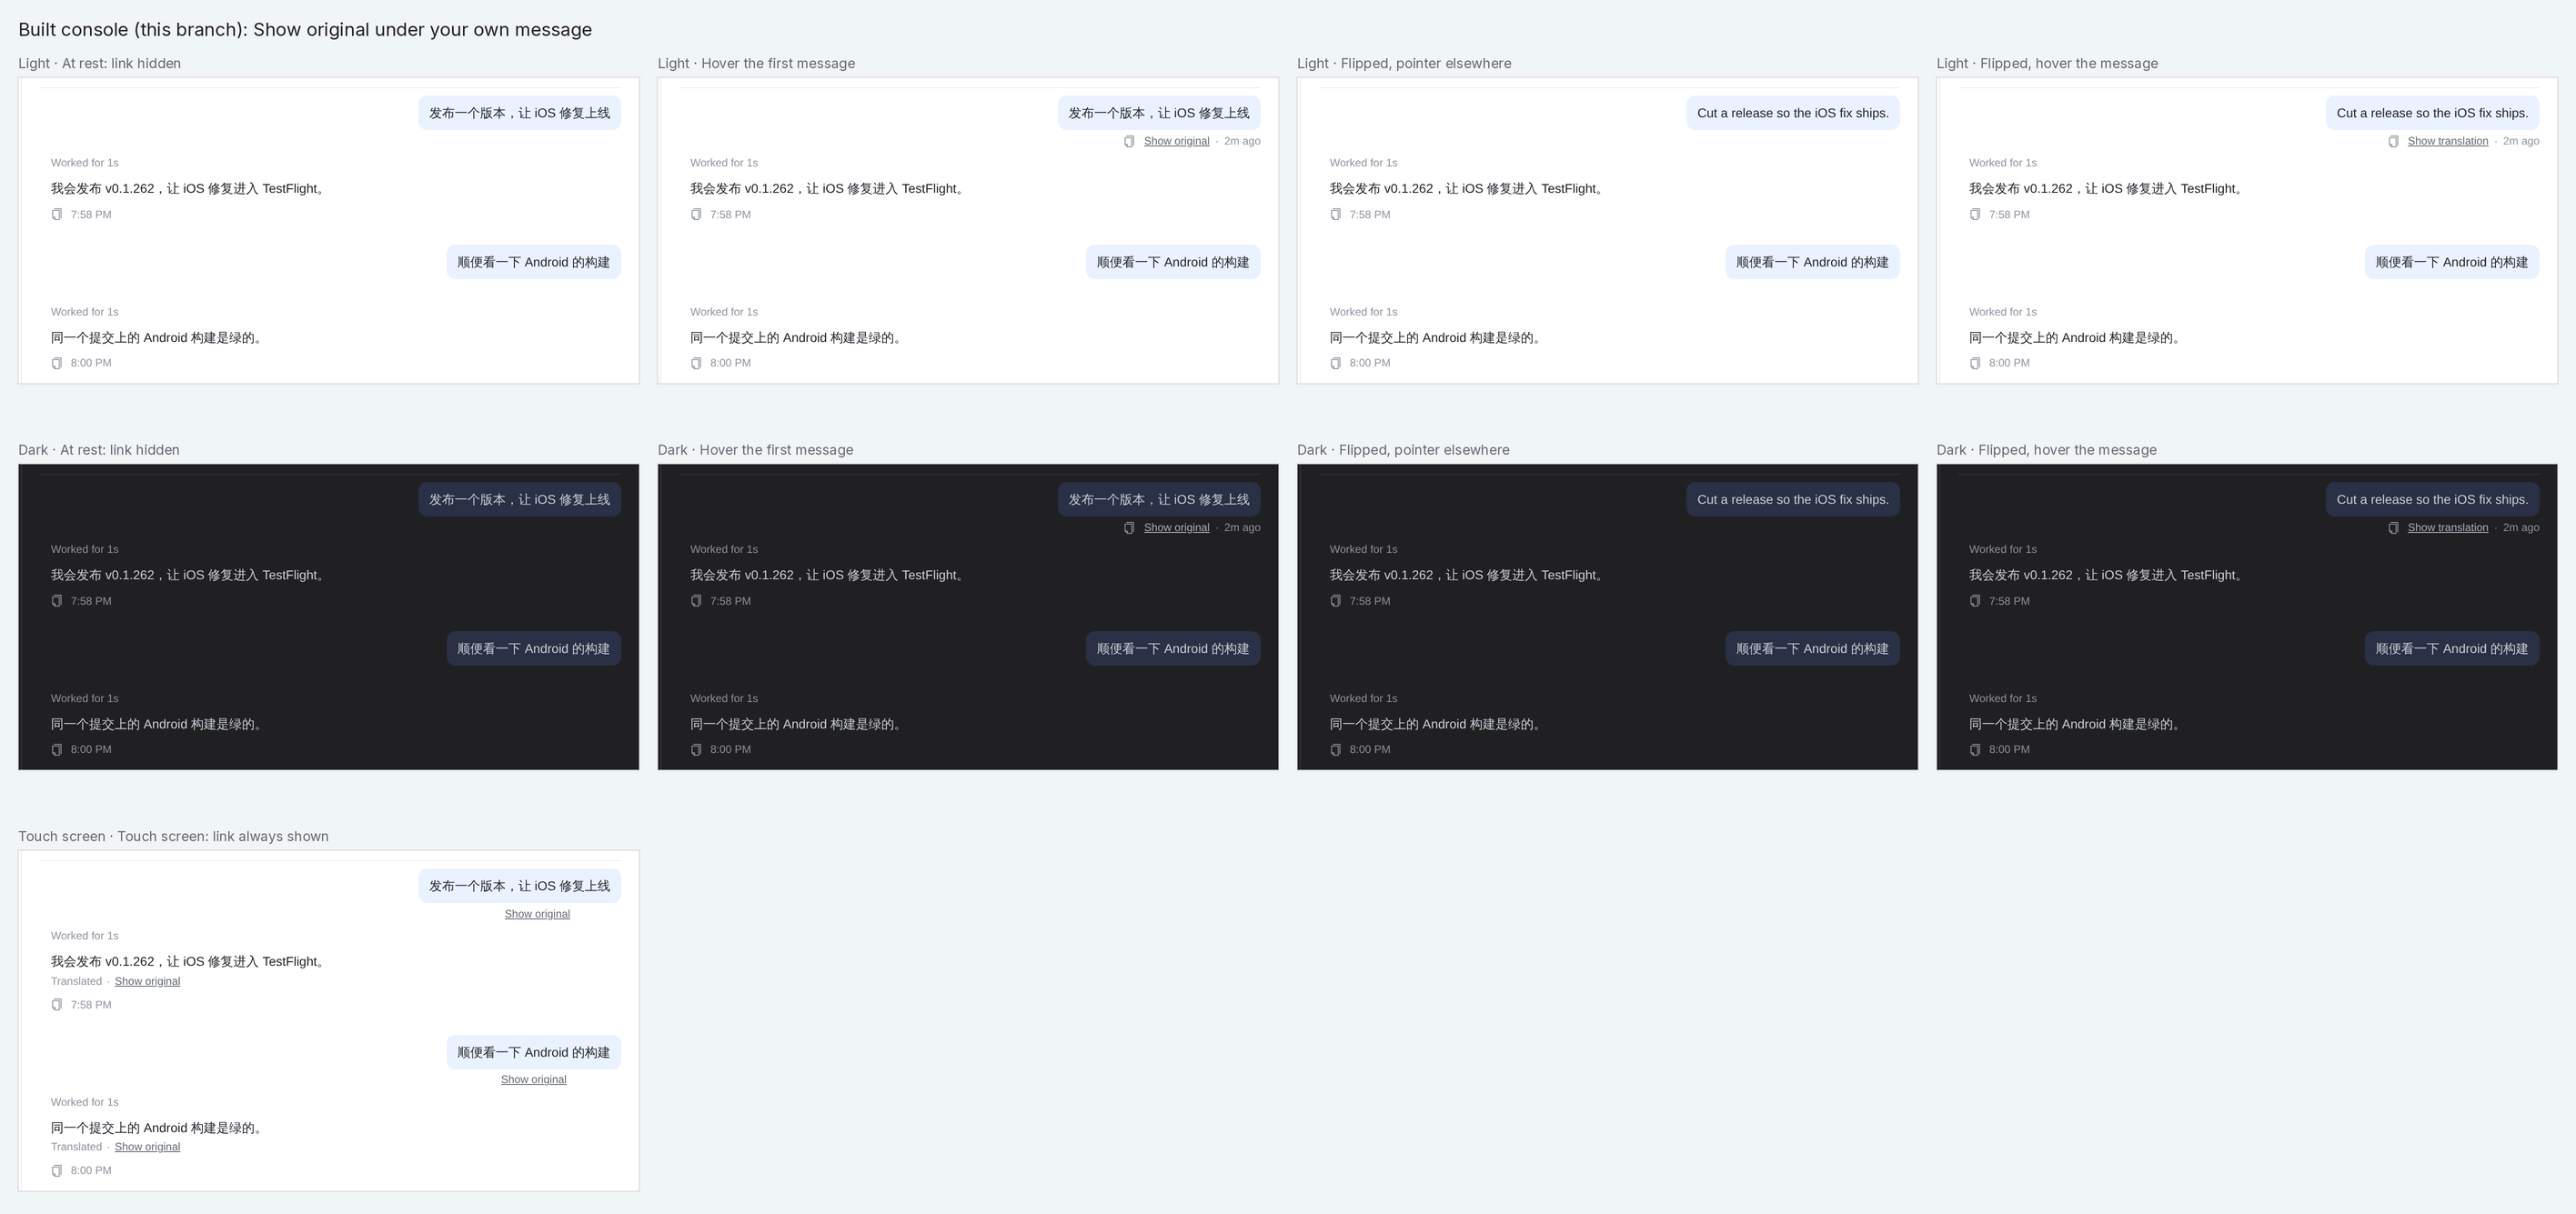 Built console (this branch): Show original under your own message
Light · At rest: link hidden
发布一个版本，让 iOS 修复上线
Worked for 1s
我会发布 v0.1.262，让 iOS 修复进入 TestFlight。
7:58 PM
顺便看一下 Android 的构建
Worked for 1s
同一个提交上的 Android 构建是绿的。
8:00 PM
Light · Hover the first message
发布一个版本，让 iOS 修复上线
Show original · 2m ago
Worked for 1s
我会发布 v0.1.262，让 iOS 修复进入 TestFlight。
7:58 PM
顺便看一下 Android 的构建
Worked for 1s
同一个提交上的 Android 构建是绿的。
8:00 PM
Light · Flipped, pointer elsewhere
Cut a release so the iOS fix ships.
Worked for 1s
我会发布 v0.1.262，让 iOS 修复进入 TestFlight。
7:58 PM
顺便看一下 Android 的构建
Worked for 1s
同一个提交上的 Android 构建是绿的。
8:00 PM
Light · Flipped, hover the message
Cut a release so the iOS fix ships.
Show translation · 2m ago
Worked for 1s
我会发布 v0.1.262，让 iOS 修复进入 TestFlight。
7:58 PM
顺便看一下 Android 的构建
Worked for 1s
同一个提交上的 Android 构建是绿的。
8:00 PM
Dark · At rest: link hidden
发布一个版本，让 iOS 修复上线
Worked for 1s
我会发布 v0.1.262，让 iOS 修复进入 TestFlight。
7:58 PM
顺便看一下 Android 的构建
Worked for 1s
同一个提交上的 Android 构建是绿的。
8:00 PM
Dark · Hover the first message
发布一个版本，让 iOS 修复上线
Show original · 2m ago
Worked for 1s
我会发布 v0.1.262，让 iOS 修复进入 TestFlight。
7:58 PM
顺便看一下 Android 的构建
Worked for 1s
同一个提交上的 Android 构建是绿的。
8:00 PM
Dark · Flipped, pointer elsewhere
Cut a release so the iOS fix ships.
Worked for 1s
我会发布 v0.1.262，让 iOS 修复进入 TestFlight。
7:58 PM
顺便看一下 Android 的构建
Worked for 1s
同一个提交上的 Android 构建是绿的。
8:00 PM
Dark · Flipped, hover the message
Cut a release so the iOS fix ships.
Show translation · 2m ago
Worked for 1s
我会发布 v0.1.262，让 iOS 修复进入 TestFlight。
7:58 PM
顺便看一下 Android 的构建
Worked for 1s
同一个提交上的 Android 构建是绿的。
8:00 PM
Touch screen · Touch screen: link always shown
发布一个版本，让 iOS 修复上线
Show original
Worked for 1s
我会发布 v0.1.262，让 iOS 修复进入 TestFlight。
Translated · Show original
7:58 PM
顺便看一下 Android 的构建
Show original
Worked for 1s
同一个提交上的 Android 构建是绿的。
Translated · Show original
8:00 PM